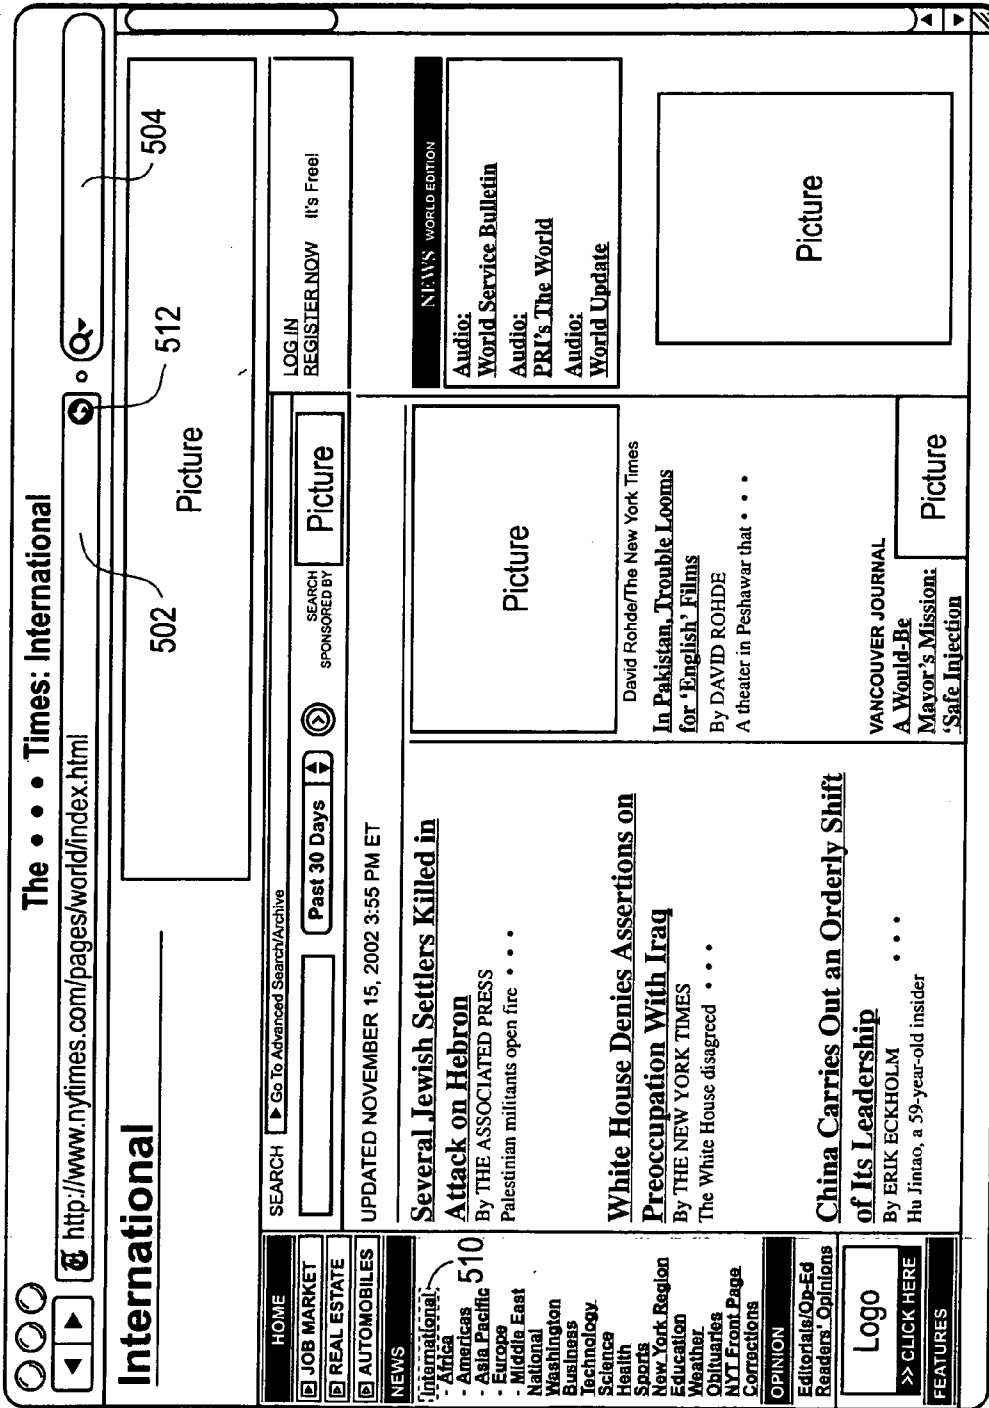 The • • • Times: International
http://www.nytimes.com/pages/world/index.html
502
512
504
International
Picture
SEARCH
Go To Advanced Search/Archive
Past 30 Days
SEARCH
SPONSORED BY
Picture
LOG IN
REGISTER NOW It's Free!
HOME
JOB MARKET
REAL ESTATE
AUTOMOBILES
NEWS
International
510
- Africa
- Americas
- Asia Pacific
- Europe
- Middle East
National
Washington
Business
Technology
Science
Health
Sports
New York Region
Education
Weather
Obituaries
NYT Front Page
Corrections
OPINION
Editorials/Op-Ed
Readers' Opinions
Logo
>> CLICK HERE
FEATURES
UPDATED NOVEMBER 15, 2002 3:55 PM ET
Several Jewish Settlers Killed in
Attack on Hebron
By THE ASSOCIATED PRESS
Palestinian militants open fire • • •
White House Denies Assertions on
Preoccupation With Iraq
By THE NEW YORK TIMES
The White House disagreed • • •
China Carries Out an Orderly Shift
of Its Leadership
By ERIK ECKHOLM
Hu Jintao, a 59-year-old insider • • •
Picture
David Rohde/The New York Times
In Pakistan, Trouble Looms
for 'English' Films
By DAVID ROHDE
A theater in Peshawar that • • •
VANCOUVER JOURNAL
A Would-Be
Mayor's Mission:
'Safe Injection
Picture
NEWS WORLD EDITION
Audio:
World Service Bulletin
Audio:
PRI's The World
Audio:
World Update
Picture